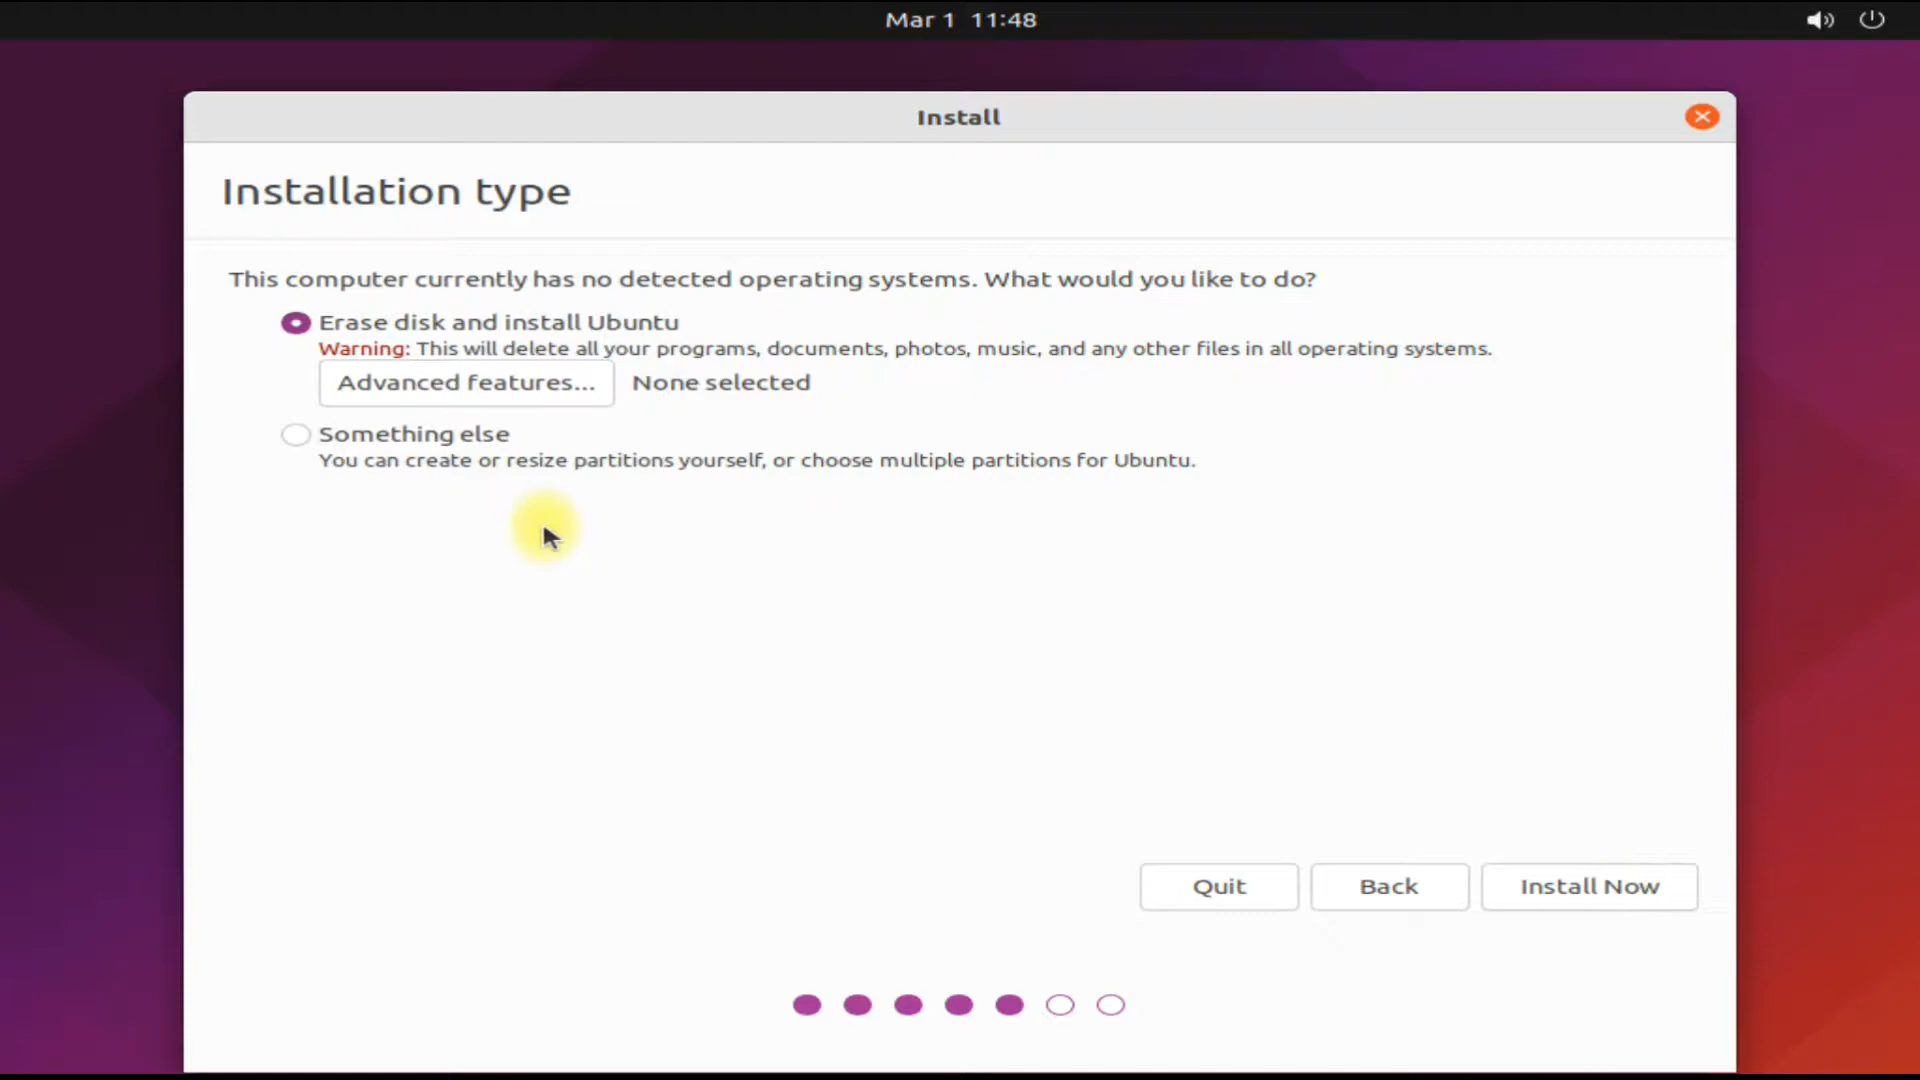 Mar 1 11:48
Install
Installation type
This computer currently has no detected operating systems. What would you like to do?
Erase disk and install Ubuntu
Warning: This will delete all your programs, documents, photos, music, and any other files in all operating systems.
Advanced features... None selected
Something else
You can create or resize partitions yourself, or choose multiple partitions for Ubuntu.
Quit Back Install Now